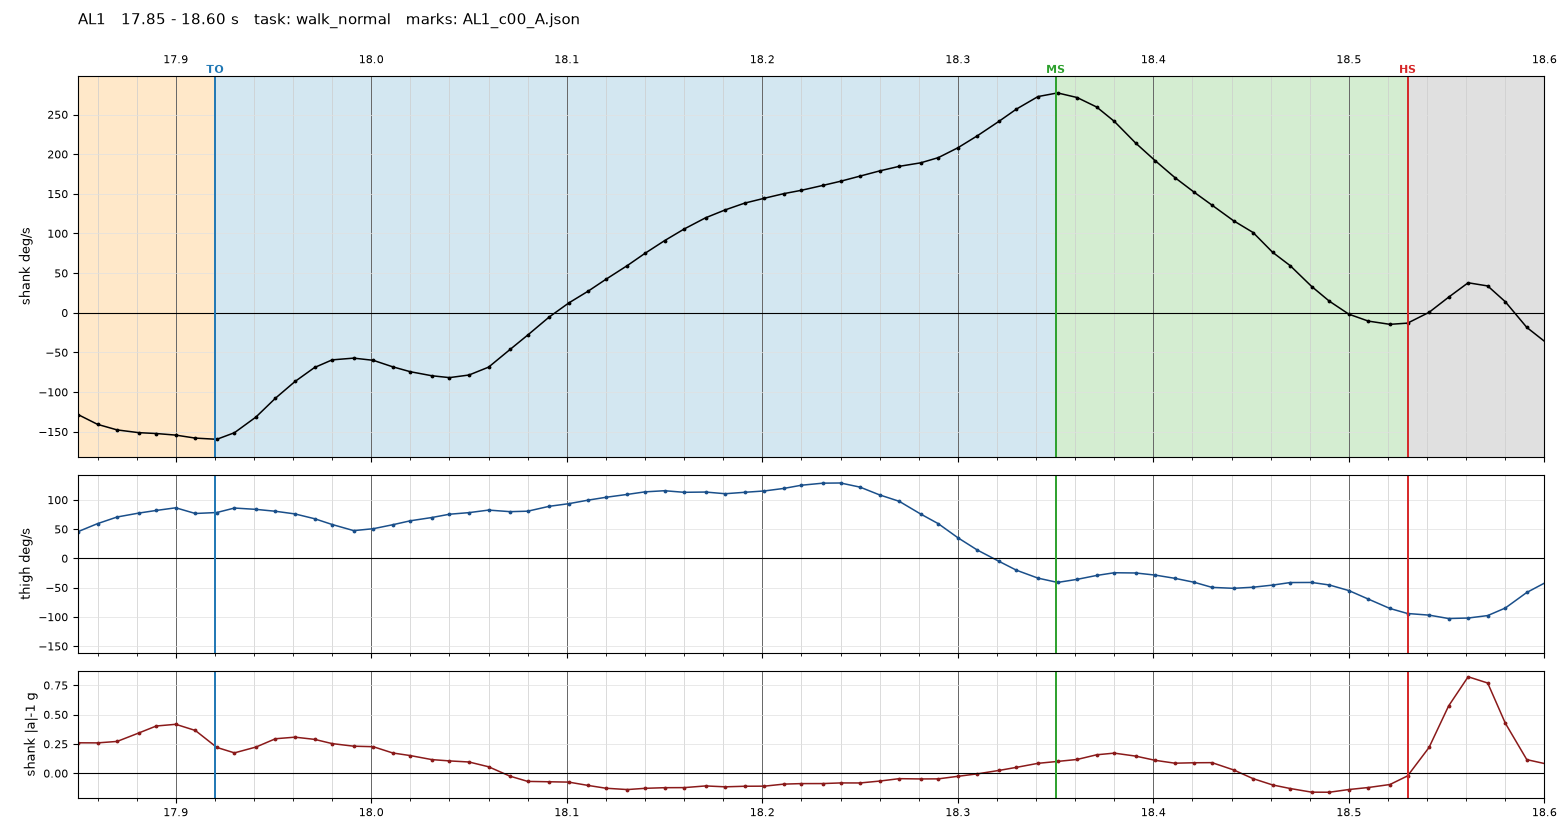 AL1 17.85 - 18.60 s task: walk_normal marks: AL1_c00_A.json
17.9 18.0 18.1 18.2 18.3 18.4 18.5 18.6
TO MS HS
shank deg/s
250
200
150
100
50
0
−50
−100
−150
thigh deg/s
100
50
0
−50
−100
−150
shank |a|-1 g
0.75
0.50
0.25
0.00
17.9 18.0 18.1 18.2 18.3 18.4 18.5 18.6